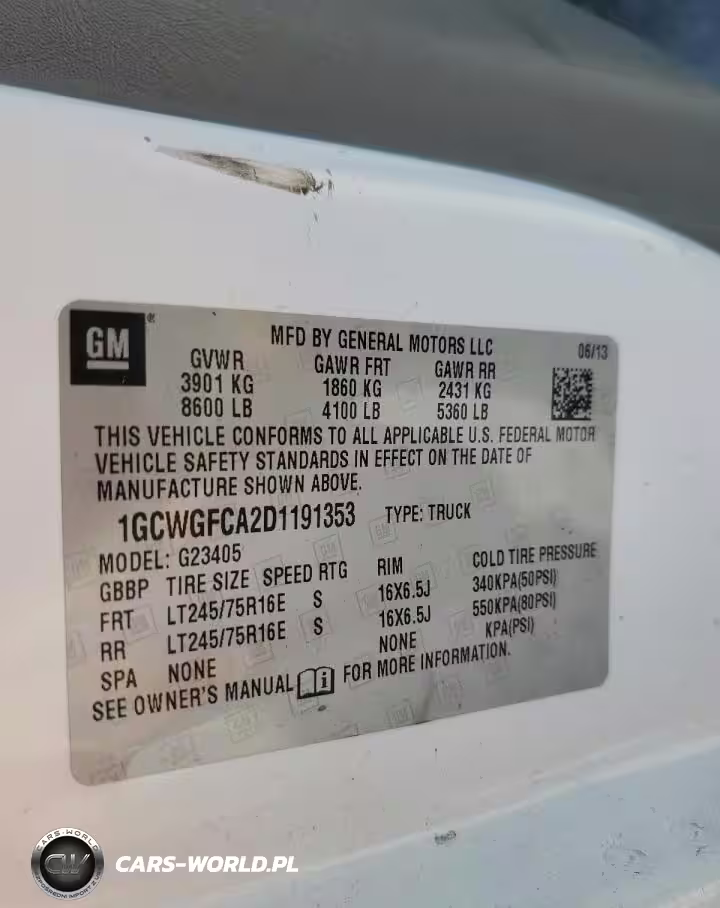 GM®
MFD BY GENERAL MOTORS LLC 06/13
GVWR GAWR FRT GAWR RR
3901 KG 1860 KG 2431 KG
8600 LB 4100 LB 5360 LB
THIS VEHICLE CONFORMS TO ALL APPLICABLE U.S. FEDERAL MOTOR
VEHICLE SAFETY STANDARDS IN EFFECT ON THE DATE OF
MANUFACTURE SHOWN ABOVE.
1GCWGFCA2D1191353 TYPE: TRUCK
MODEL: G23405
GBBP TIRE SIZE SPEED RTG RIM COLD TIRE PRESSURE
FRT LT245/75R16E S 16X6.5J 340KPA(50PSI)
RR LT245/75R16E S 16X6.5J 550KPA(80PSI)
SPA NONE NONE KPA(PSI)
SEE OWNER'S MANUAL FOR MORE INFORMATION.
CARS-WORLD
CW
CARS-WORLD.PL